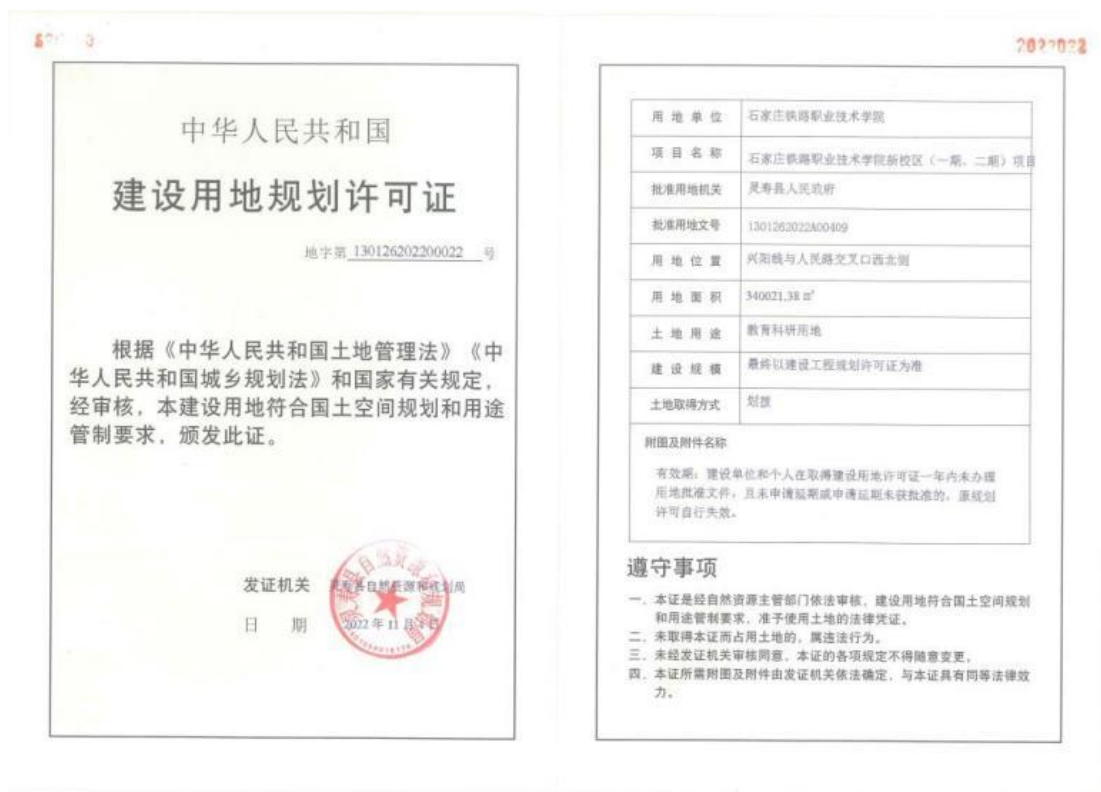 2022022
中华人民共和国
建设用地规划许可证
地字第 130126202200022 号
根据《中华人民共和国土地管理法》《中
华人民共和国城乡规划法》和国家有关规定，
经审核，本建设用地符合国土空间规划和用途
管制要求，颁发此证。
发证机关 灵寿县自然资源和规划局
日 期 2022年11月4日
用地单位 石家庄铁路职业技术学院
项目名称 石家庄铁路职业技术学院新校区（一期、二期）项目
批准用地机关 灵寿县人民政府
批准用地文号 1301262022A00409
用地位置 兴阳线与人民路交叉口西北侧
用地面积 340021.38 m²
土地用途 教育科研用地
建设规模 最终以建设工程规划许可证为准
土地取得方式 划拨
附图及附件名称
有效期：建设单位和个人在取得建设用地许可证一年内未办理
用地批准文件，且未申请延期或申请延期未获批准的，原规划
许可自行失效。
遵守事项
一、本证是经自然资源主管部门依法审核，建设用地符合国土空间规划
和用途管制要求，准予使用土地的法律凭证。
二、未取得本证而占用土地的，属违法行为。
三、未经发证机关审核同意，本证的各项规定不得随意变更。
四、本证所需附图及附件由发证机关依法确定，与本证具有同等法律效
力。